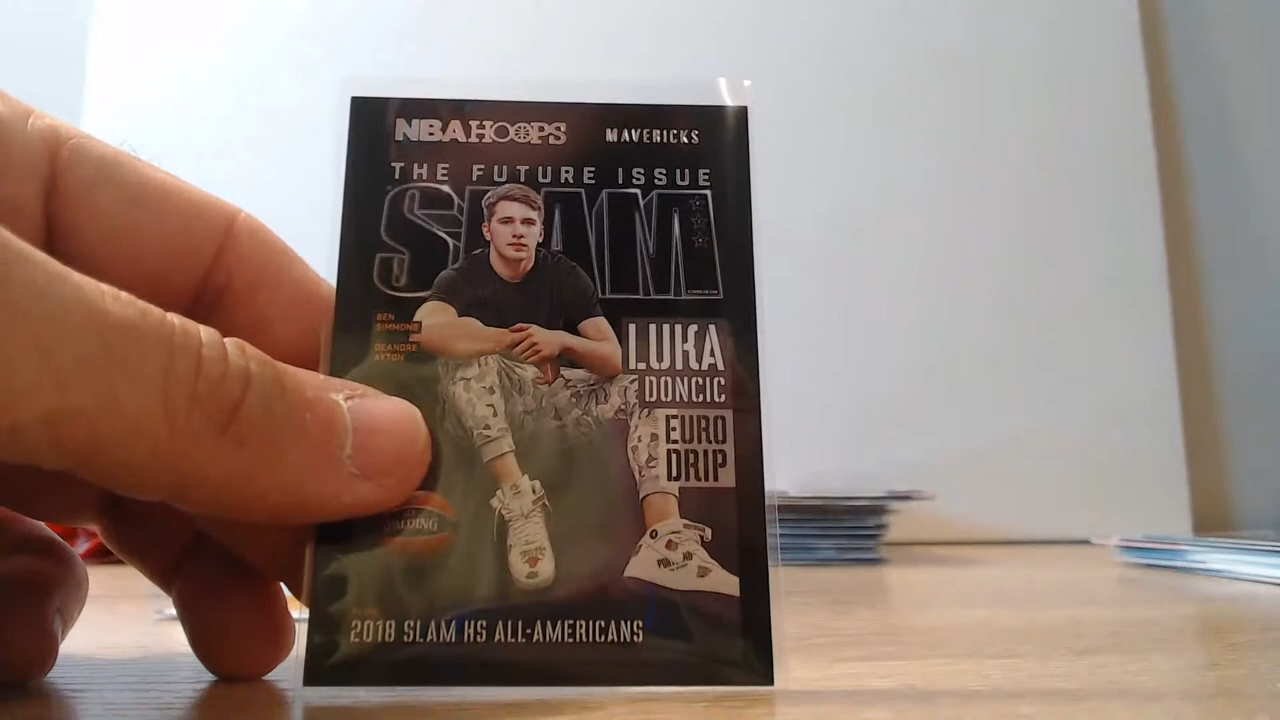 NBA HOOPS
MAVERICKS
THE FUTURE ISSUE
SLAM
BEN
SIMMONS
DEANDRE
AYTON
LUKA
DONCIC
EURO
DRIP
SPALDING
2018 SLAM HS ALL-AMERICANS